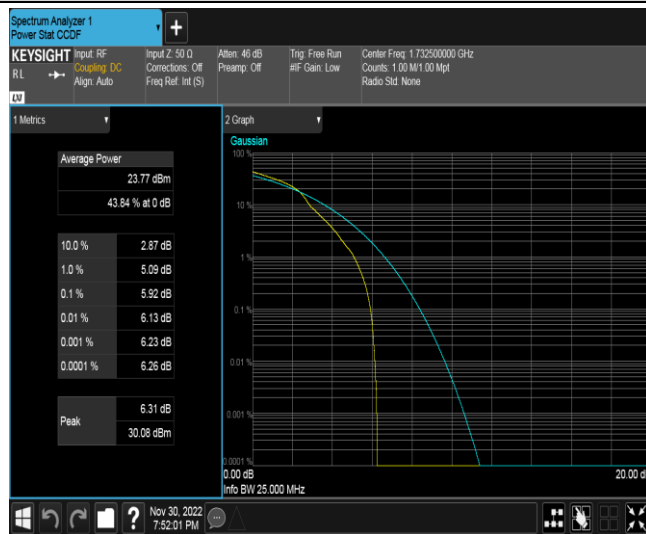 Spectrum Analyzer 1
Power Stat CCDF
+
KEYSIGHT
RL
LXI
Input: RF
Coupling: DC
Align: Auto
Input Z: 50 Ω
Corrections: Off
Freq Ref: Int (S)
Atten: 46 dB
Preamp: Off
Trig: Free Run
#IF Gain: Low
Center Freq: 1.732500000 GHz
Counts: 1.00 M/1.00 Mpt
Radio Std: None
1 Metrics
Average Power
23.77 dBm
43.84 % at 0 dB
10.0 % 2.87 dB
1.0 % 5.09 dB
0.1 % 5.92 dB
0.01 % 6.13 dB
0.001 % 6.23 dB
0.0001 % 6.26 dB
Peak
6.31 dB
30.08 dBm
2 Graph
Gaussian
100 %
10 %
1 %
0.1 %
0.01 %
0.001 %
0.0001 %
0.00 dB
20.00 d
Info BW 25.000 MHz
?
Nov 30, 2022
7:52:01 PM